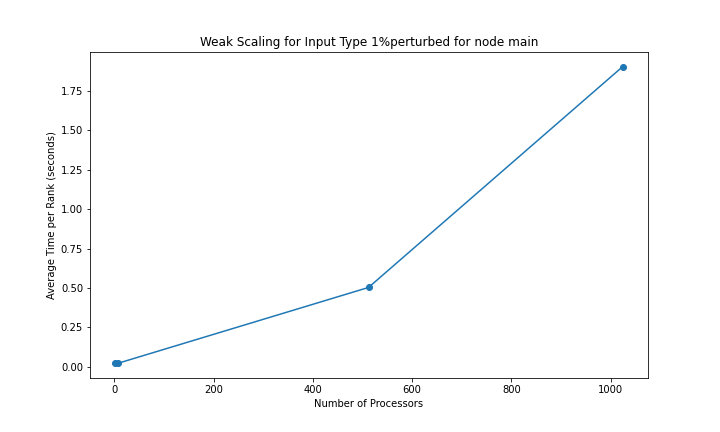 Weak Scaling for Input Type 1%perturbed for node main
Average Time per Rank (seconds)
1.75
1.50
1.25
1.00
0.75
0.50
0.25
0.00
0 200 400 600 800 1000
Number of Processors